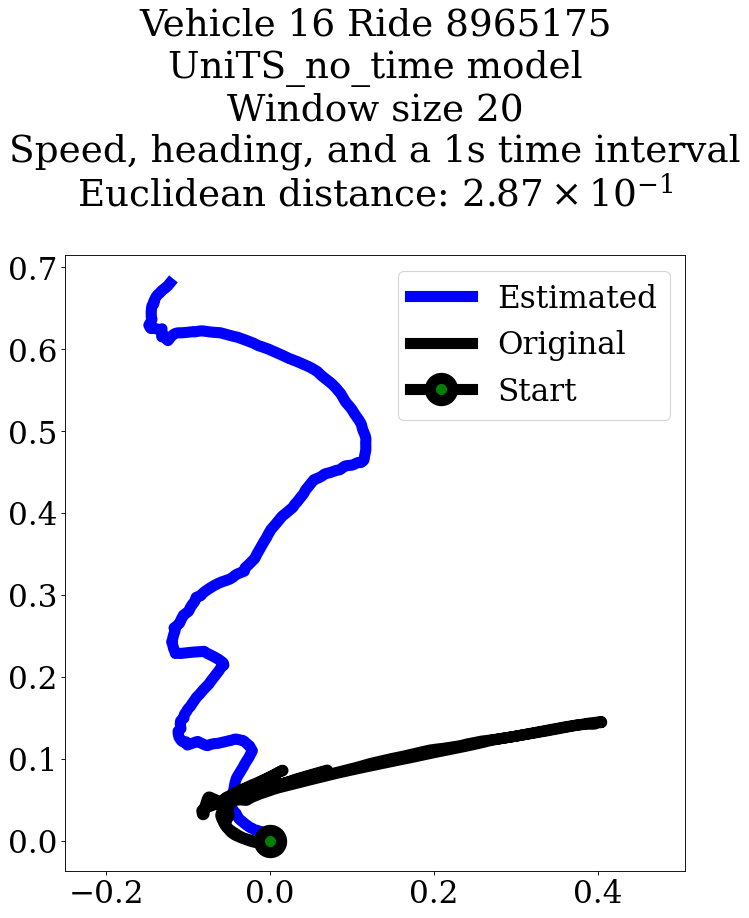 Vehicle 16 Ride 8965175
UniTS_no_time model
Window size 20
Speed, heading, and a 1s time interval
Euclidean distance: 2.87 × 10⁻¹
0.7
0.6
0.5
0.4
0.3
0.2
0.1
0.0
Estimated
Original
Start
−0.2 0.0 0.2 0.4